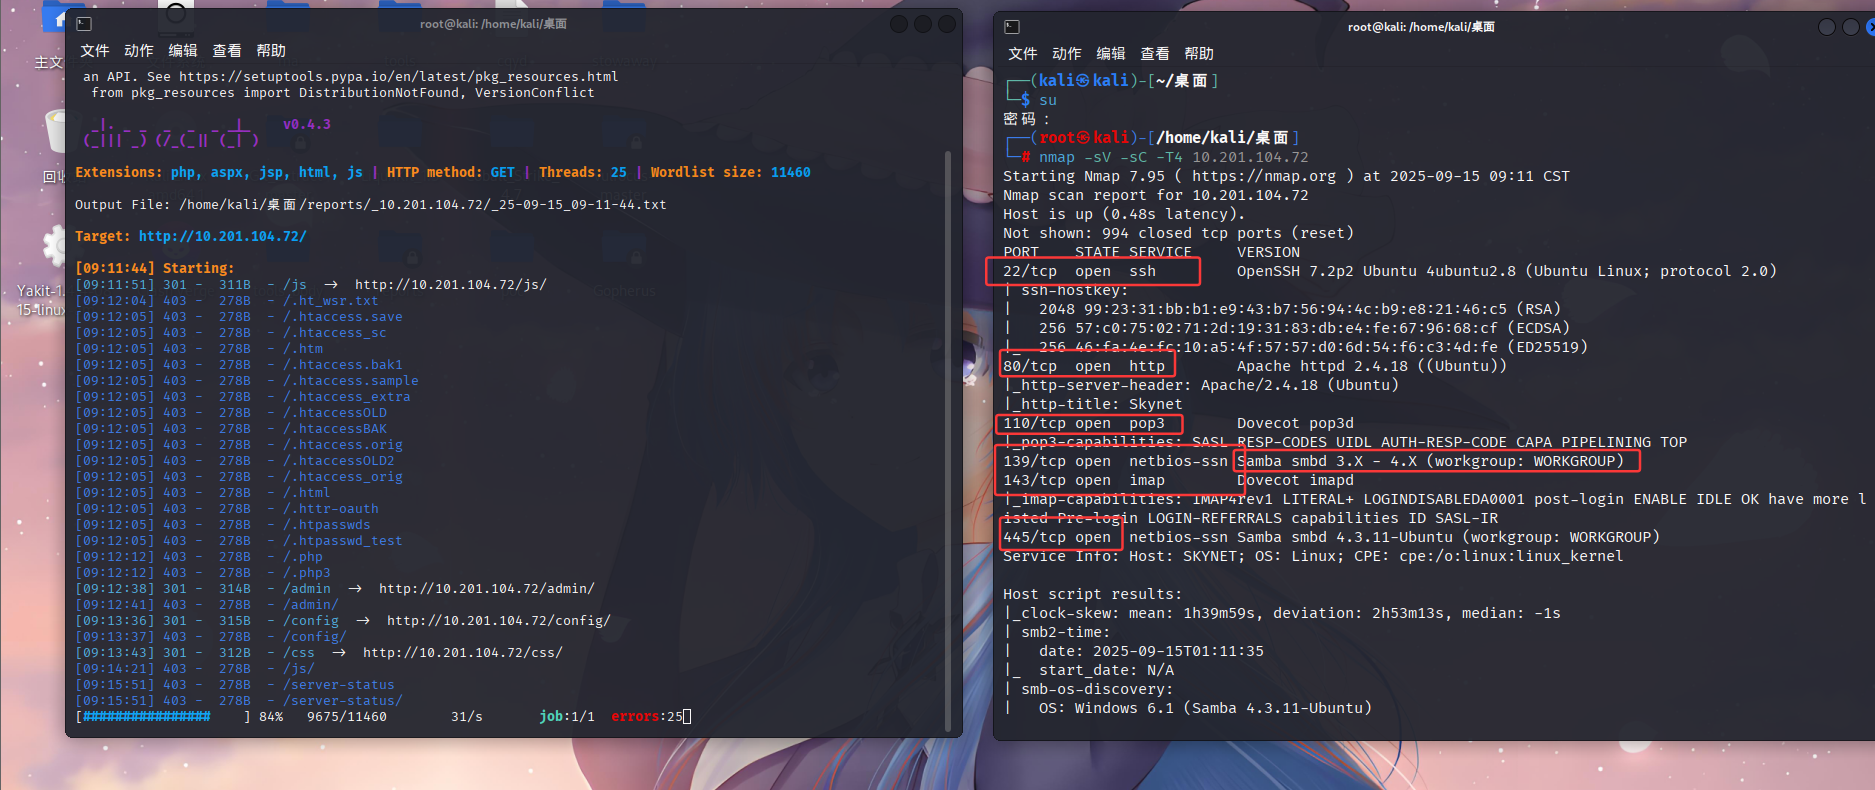 主文
回收
Yakit-1.
15-linux
Gopherus
root@kali: /home/kali/桌面
文件 动作 编辑 查看 帮助
an API. See https://setuptools.pypa.io/en/latest/pkg_resources.html
from pkg_resources import DistributionNotFound, VersionConflict
v0.4.3
Extensions: php, aspx, jsp, html, js | HTTP method: GET | Threads: 25 | Wordlist size: 11460
Output File: /home/kali/桌面/reports/_10.201.104.72/_25-09-15_09-11-44.txt
Target: http://10.201.104.72/
[09:11:44] Starting:
[09:11:51] 301 - 311B - /js → http://10.201.104.72/js/
[09:12:04] 403 - 278B - /.ht_wsr.txt
[09:12:05] 403 - 278B - /.htaccess.save
[09:12:05] 403 - 278B - /.htaccess_sc
[09:12:05] 403 - 278B - /.htm
[09:12:05] 403 - 278B - /.htaccess.bak1
[09:12:05] 403 - 278B - /.htaccess.sample
[09:12:05] 403 - 278B - /.htaccess_extra
[09:12:05] 403 - 278B - /.htaccessOLD
[09:12:05] 403 - 278B - /.htaccessBAK
[09:12:05] 403 - 278B - /.htaccess.orig
[09:12:05] 403 - 278B - /.htaccessOLD2
[09:12:05] 403 - 278B - /.htaccess_orig
[09:12:05] 403 - 278B - /.html
[09:12:05] 403 - 278B - /.httr-oauth
[09:12:05] 403 - 278B - /.htpasswds
[09:12:05] 403 - 278B - /.htpasswd_test
[09:12:12] 403 - 278B - /.php
[09:12:12] 403 - 278B - /.php3
[09:12:38] 301 - 314B - /admin → http://10.201.104.72/admin/
[09:12:41] 403 - 278B - /admin/
[09:13:36] 301 - 315B - /config → http://10.201.104.72/config/
[09:13:37] 403 - 278B - /config/
[09:13:43] 301 - 312B - /css → http://10.201.104.72/css/
[09:14:21] 403 - 278B - /js/
[09:15:51] 403 - 278B - /server-status
[09:15:51] 403 - 278B - /server-status/
[################    ] 84% 9675/11460 31/s job:1/1 errors:25
root@kali: /home/kali/桌面
文件 动作 编辑 查看 帮助
┌──(kali㉿kali)-[~/桌面]
└─$ su
密码：
┌──(root㉿kali)-[/home/kali/桌面]
└─# nmap -sV -sC -T4 10.201.104.72
Starting Nmap 7.95 ( https://nmap.org ) at 2025-09-15 09:11 CST
Nmap scan report for 10.201.104.72
Host is up (0.48s latency).
Not shown: 994 closed tcp ports (reset)
PORT STATE SERVICE VERSION
22/tcp open ssh OpenSSH 7.2p2 Ubuntu 4ubuntu2.8 (Ubuntu Linux; protocol 2.0)
| ssh-hostkey:
| 2048 99:23:31:bb:b1:e9:43:b7:56:94:4c:b9:e8:21:46:c5 (RSA)
| 256 57:c0:75:02:71:2d:19:31:83:db:e4:fe:67:96:68:cf (ECDSA)
|_ 256 46:fa:4e:fc:10:a5:4f:57:57:d0:6d:54:f6:c3:4d:fe (ED25519)
80/tcp open http Apache httpd 2.4.18 ((Ubuntu))
|_http-server-header: Apache/2.4.18 (Ubuntu)
|_http-title: Skynet
110/tcp open pop3 Dovecot pop3d
|_pop3-capabilities: SASL RESP-CODES UIDL AUTH-RESP-CODE CAPA PIPELINING TOP
139/tcp open netbios-ssn Samba smbd 3.X - 4.X (workgroup: WORKGROUP)
143/tcp open imap Dovecot imapd
|_imap-capabilities: IMAP4rev1 LITERAL+ LOGINDISABLEDA0001 post-login ENABLE IDLE OK have more l
isted Pre-login LOGIN-REFERRALS capabilities ID SASL-IR
445/tcp open netbios-ssn Samba smbd 4.3.11-Ubuntu (workgroup: WORKGROUP)
Service Info: Host: SKYNET; OS: Linux; CPE: cpe:/o:linux:linux_kernel
Host script results:
|_clock-skew: mean: 1h39m59s, deviation: 2h53m13s, median: -1s
| smb2-time:
| date: 2025-09-15T01:11:35
|_ start_date: N/A
| smb-os-discovery:
| OS: Windows 6.1 (Samba 4.3.11-Ubuntu)